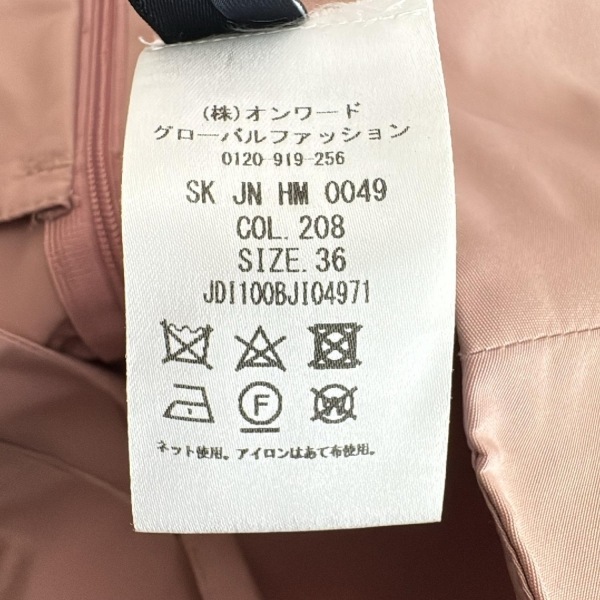 (株)オンワード
グローバルファッション
0120-919-256
SK JN HM 0049
COL. 208
SIZE. 36
JDI100BJI04971
F
W
ネット使用。アイロンはあて布使用。